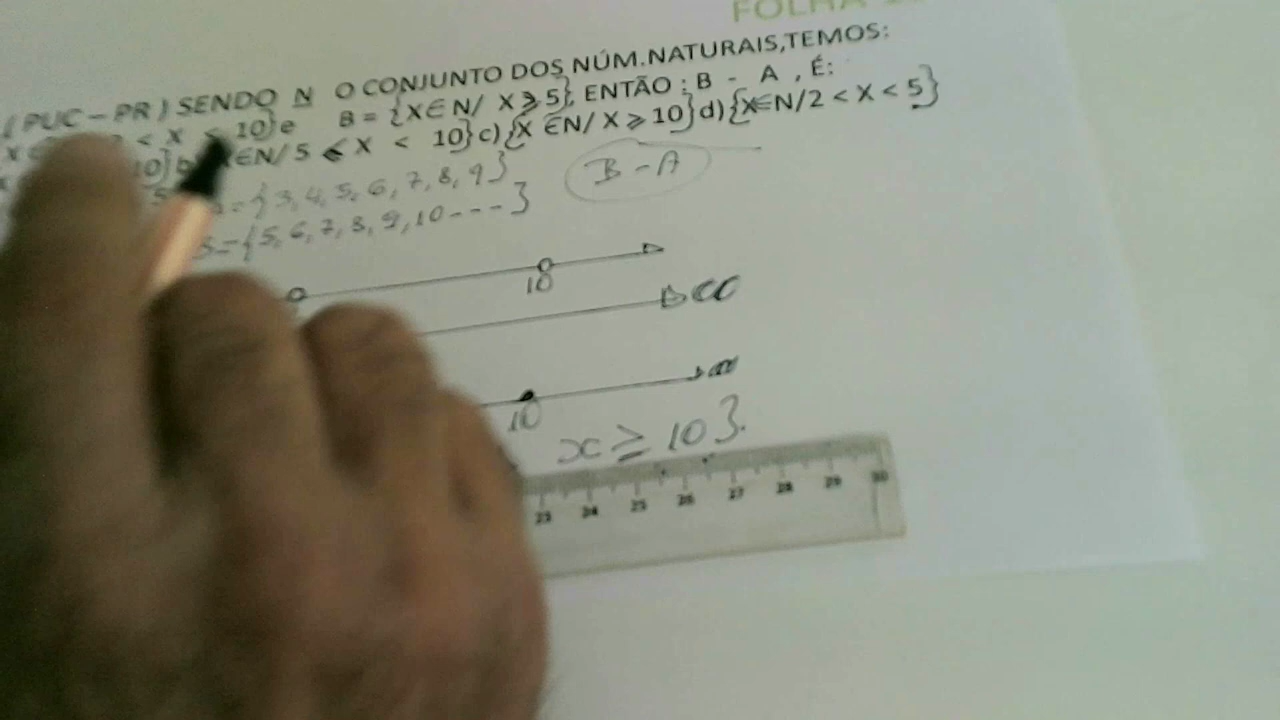 FOLHA
( PUC – PR ) SENDO N O CONJUNTO DOS NÚM.NATURAIS,TEMOS:
< X < 10}e B = {X∈N/ X ⩾ 5}, ENTÃO : B - A , É:
10} ∈N/ 5 ⩽ X < 10}c){X ∈N/ X ⩾ 10}d){X∈N/2 < X < 5}
={3,4,5,6,7,8,9}
B={5,6,7,8,9,10---}
B-A
10
10
x ≥ 10}.
23 24 25 26 27 28 29 30